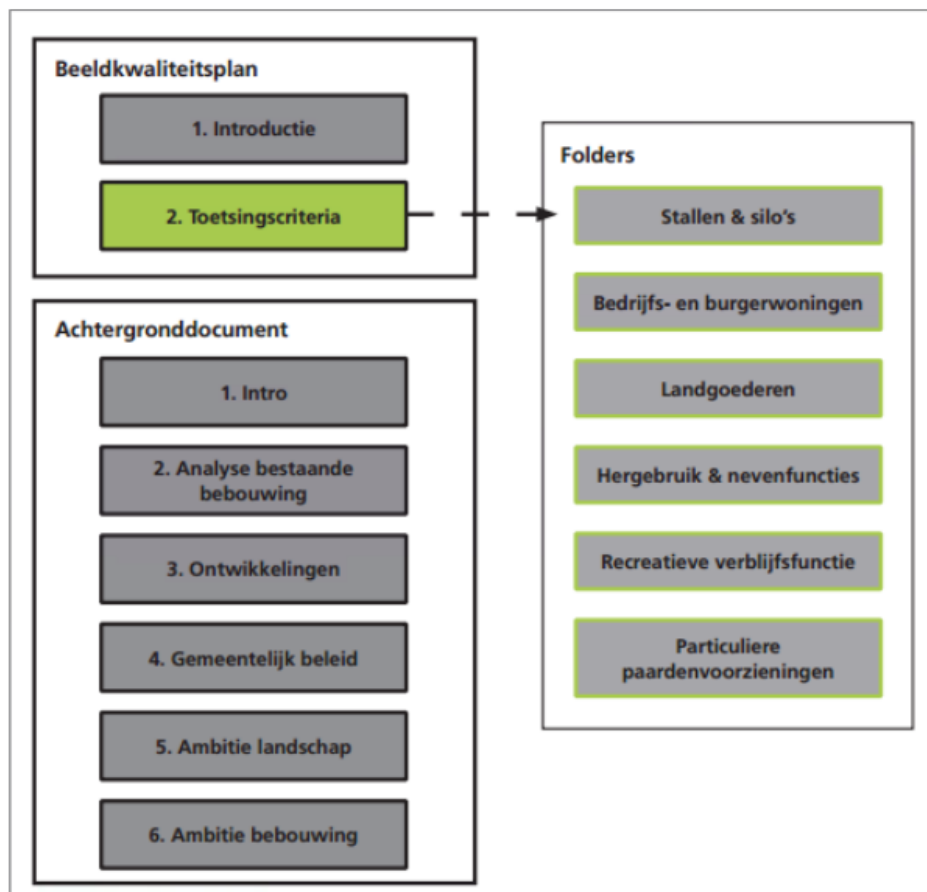 Beeldkwaliteitsplan
1. Introductie
2. Toetsingscriteria
Folders
Stallen & silo's
Bedrijfs- en burgerwoningen
Landgoederen
Hergebruik & nevenfuncties
Recreatieve verblijfsfunctie
Particuliere
paardenvoorzieningen
Achtergronddocument
1. Intro
2. Analyse bestaande
bebouwing
3. Ontwikkelingen
4. Gemeentelijk beleid
5. Ambitie landschap
6. Ambitie bebouwing